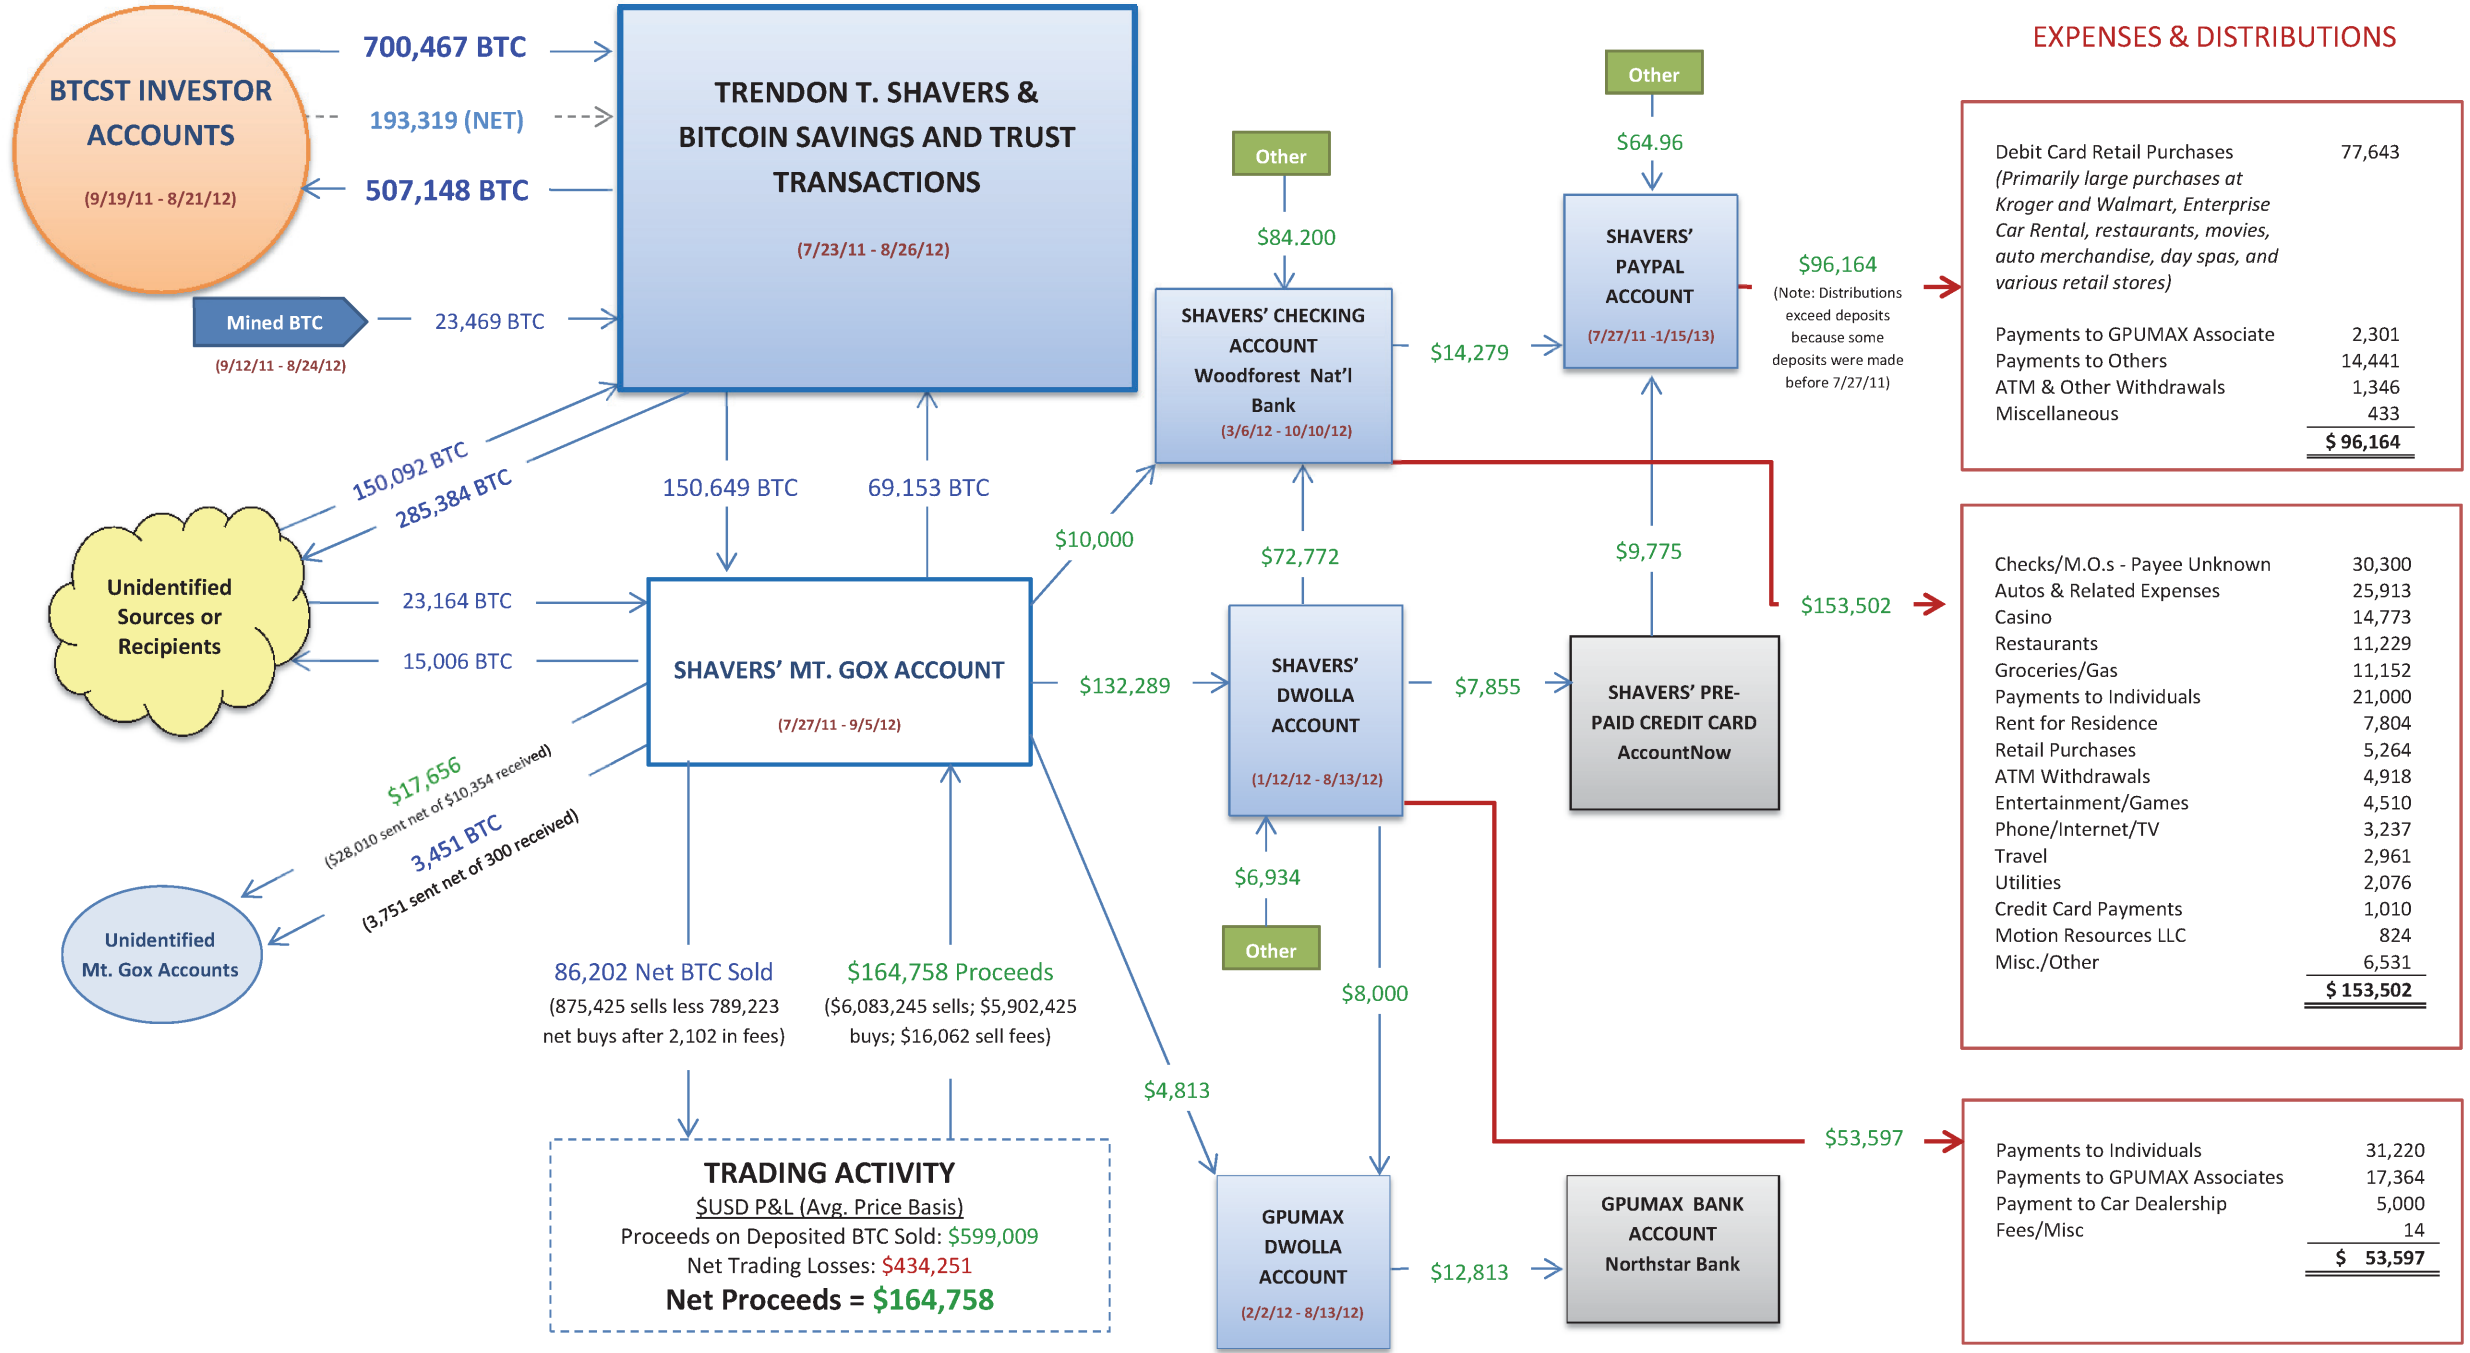 EXPENSES & DISTRIBUTIONS
BTCST INVESTOR
ACCOUNTS
(9/19/11 - 8/21/12)
700,467 BTC
193,319 (NET)
507,148 BTC
Mined BTC
(9/12/11 - 8/24/12)
23,469 BTC
TRENDON T. SHAVERS &
BITCOIN SAVINGS AND TRUST
TRANSACTIONS
(7/23/11 - 8/26/12)
150,092 BTC
285,384 BTC
150.649 BTC
69.153 BTC
Unidentified
Sources or
Recipients
23,164 BTC
15,006 BTC
SHAVERS’ MT. GOX ACCOUNT
(7/27/11 - 9/5/12)
$17,656
($28,010 sent net of $10,354 received)
3,451 BTC
(3,751 sent net of 300 received)
Unidentified
Mt. Gox Accounts
86,202 Net BTC Sold
(875,425 sells less 789,223
net buys after 2,102 in fees)
$164,758 Proceeds
($6,083,245 sells; $5,902,425
buys; $16,062 sell fees)
TRADING ACTIVITY
$USD P&L (Avg. Price Basis)
Proceeds on Deposited BTC Sold: $599,009
Net Trading Losses: $434,251
Net Proceeds = $164,758
Other
$84.200
SHAVERS’ CHECKING
ACCOUNT
Woodforest Nat’l
Bank
(3/6/12 - 10/10/12)
$10,000
$72,772
$132,289
SHAVERS’
DWOLLA
ACCOUNT
(1/12/12 - 8/13/12)
$6,934
Other
$8,000
$4,813
GPUMAX
DWOLLA
ACCOUNT
(2/2/12 - 8/13/12)
$12,813
GPUMAX BANK
ACCOUNT
Northstar Bank
Other
$64.96
SHAVERS’
PAYPAL
ACCOUNT
(7/27/11 -1/15/13)
$14,279
$9,775
$7,855
SHAVERS’ PRE-
PAID CREDIT CARD
AccountNow
$96,164
(Note: Distributions
exceed deposits
because some
deposits were made
before 7/27/11)
$153,502
$53,597
Debit Card Retail Purchases 77,643
(Primarily large purchases at
Kroger and Walmart, Enterprise
Car Rental, restaurants, movies,
auto merchandise, day spas, and
various retail stores)
Payments to GPUMAX Associate 2,301
Payments to Others 14,441
ATM & Other Withdrawals 1,346
Miscellaneous 433
$ 96,164
Checks/M.O.s - Payee Unknown 30,300
Autos & Related Expenses 25,913
Casino 14,773
Restaurants 11,229
Groceries/Gas 11,152
Payments to Individuals 21,000
Rent for Residence 7,804
Retail Purchases 5,264
ATM Withdrawals 4,918
Entertainment/Games 4,510
Phone/Internet/TV 3,237
Travel 2,961
Utilities 2,076
Credit Card Payments 1,010
Motion Resources LLC 824
Misc./Other 6,531
$ 153,502
Payments to Individuals 31,220
Payments to GPUMAX Associates 17,364
Payment to Car Dealership 5,000
Fees/Misc 14
$ 53,597